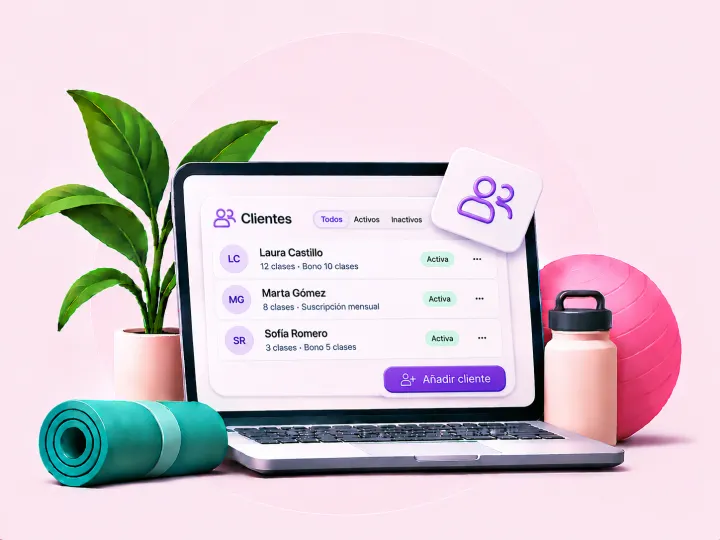 Clientes
Todos Activos Inactivos
LC Laura Castillo Activa
12 clases · Bono 10 clases
MG Marta Gómez Activa
8 clases · Suscripción mensual
SR Sofía Romero Activa
3 clases · Bono 5 clases
Añadir cliente